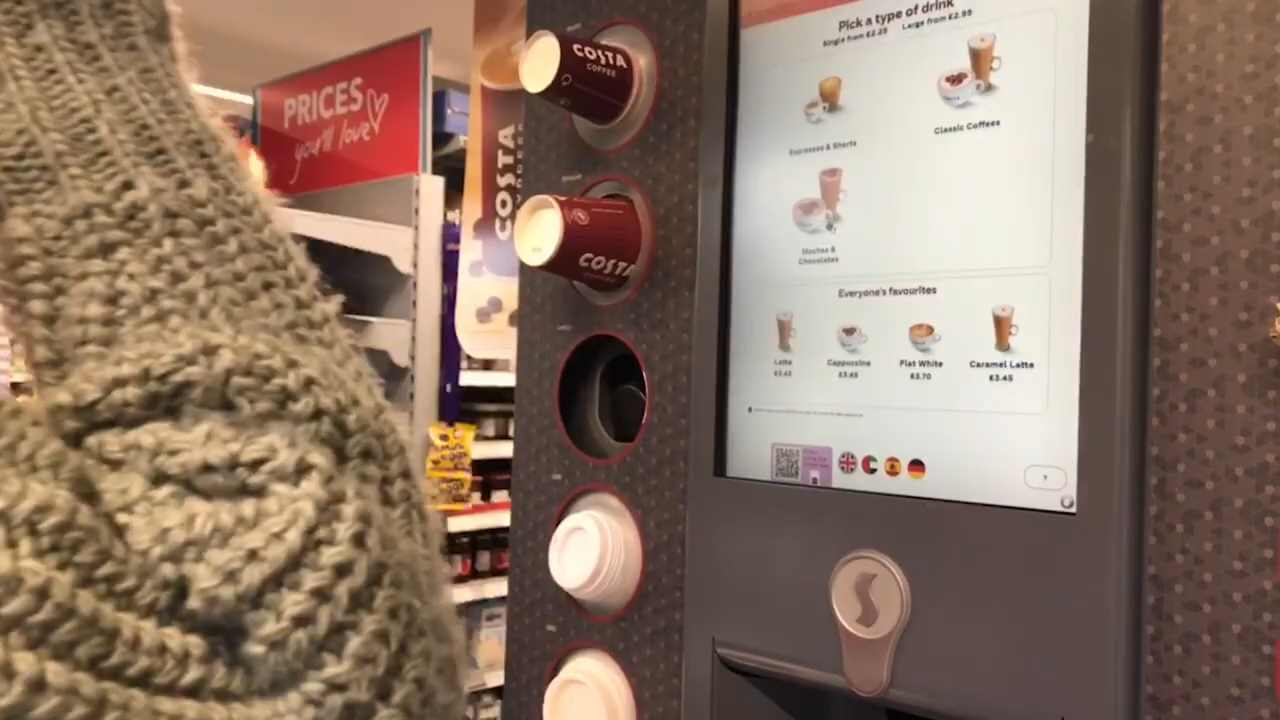 PRICES
you'll love
COSTA
COFFEE
COSTA
COSTA
Pick a type of drink
Single from £2.25 Large from £2.95
Espressos & Shorts
Classic Coffees
Mochas &
Chocolates
Everyone's favourites
Latte
£3.45
Cappuccino
£3.45
Flat White
£3.70
Caramel Latte
£3.45
?